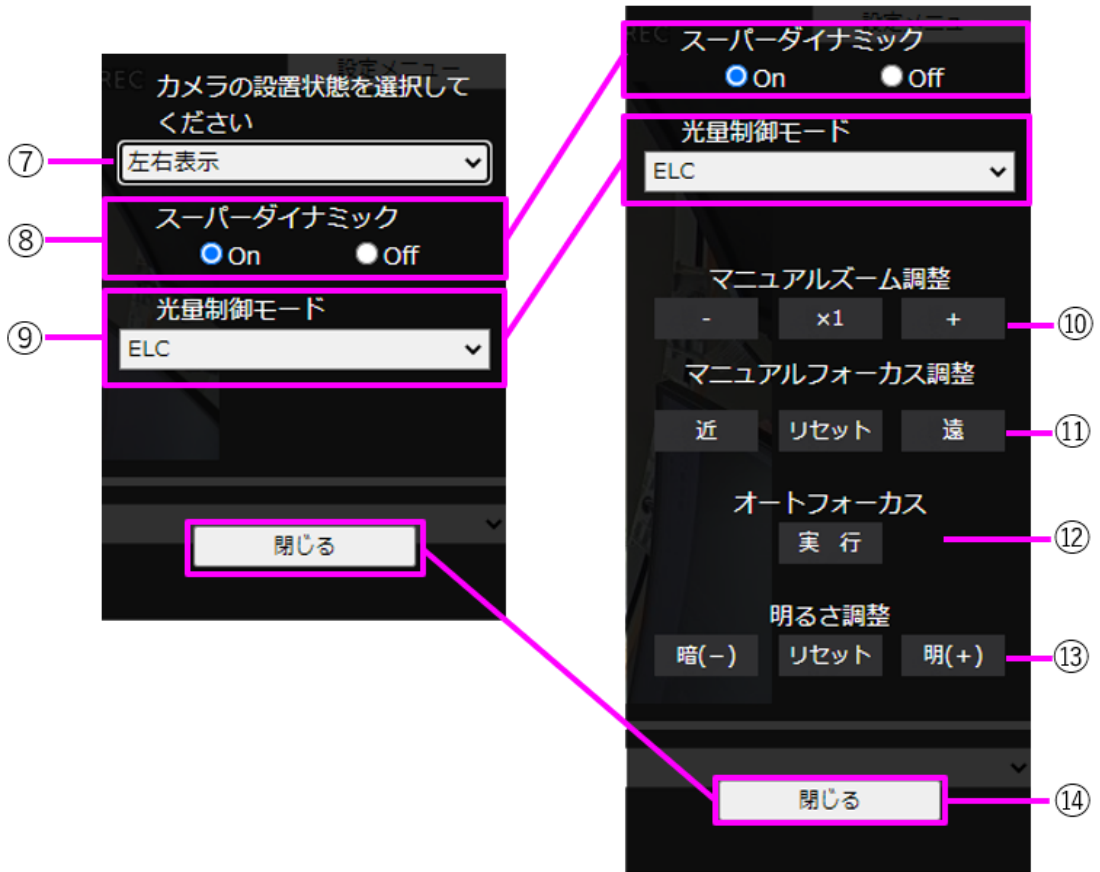 REC
設定メニュー
カメラの設置状態を選択して
ください
⑦
左右表示
⑧
スーパーダイナミック
On
Off
⑨
光量制御モード
ELC
閉じる
REC
設定メニュー
スーパーダイナミック
On
Off
光量制御モード
ELC
マニュアルズーム調整
- ×1 +
⑩
マニュアルフォーカス調整
近 リセット 遠
⑪
オートフォーカス
実 行
⑫
明るさ調整
暗(−) リセット 明(+)
⑬
閉じる
⑭